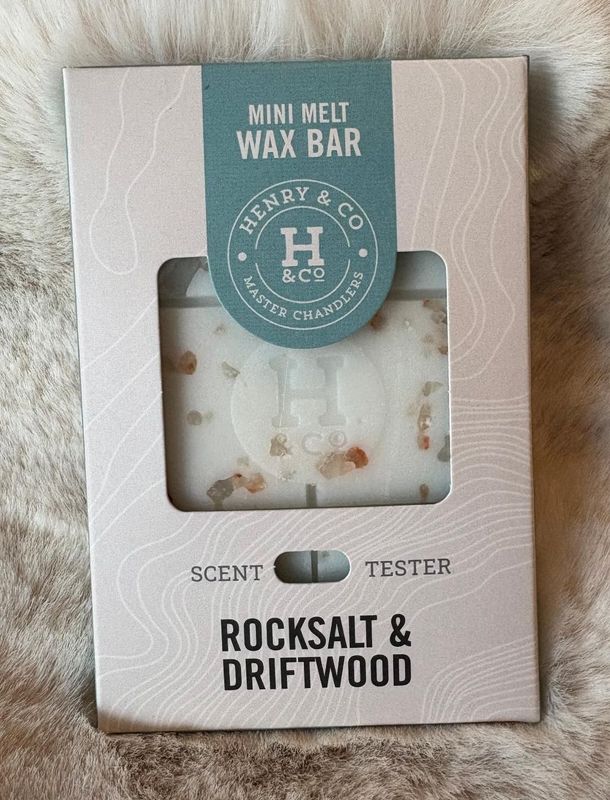 MINI MELT
WAX BAR
HENRY & CO
H
& CO
MASTER CHANDLERS
H
& CO
SCENT TESTER
ROCKSALT &
DRIFTWOOD